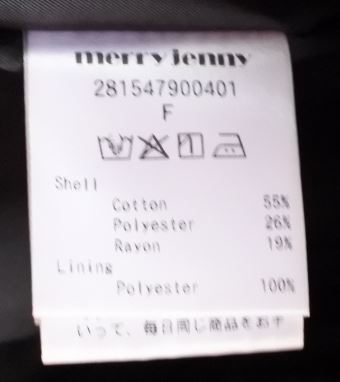 merry jenny
281547900401
F
Shell
Cotton 55%
Polyester 26%
Rayon 19%
Lining
Polyester 100%
いって、毎日同じ商品をお